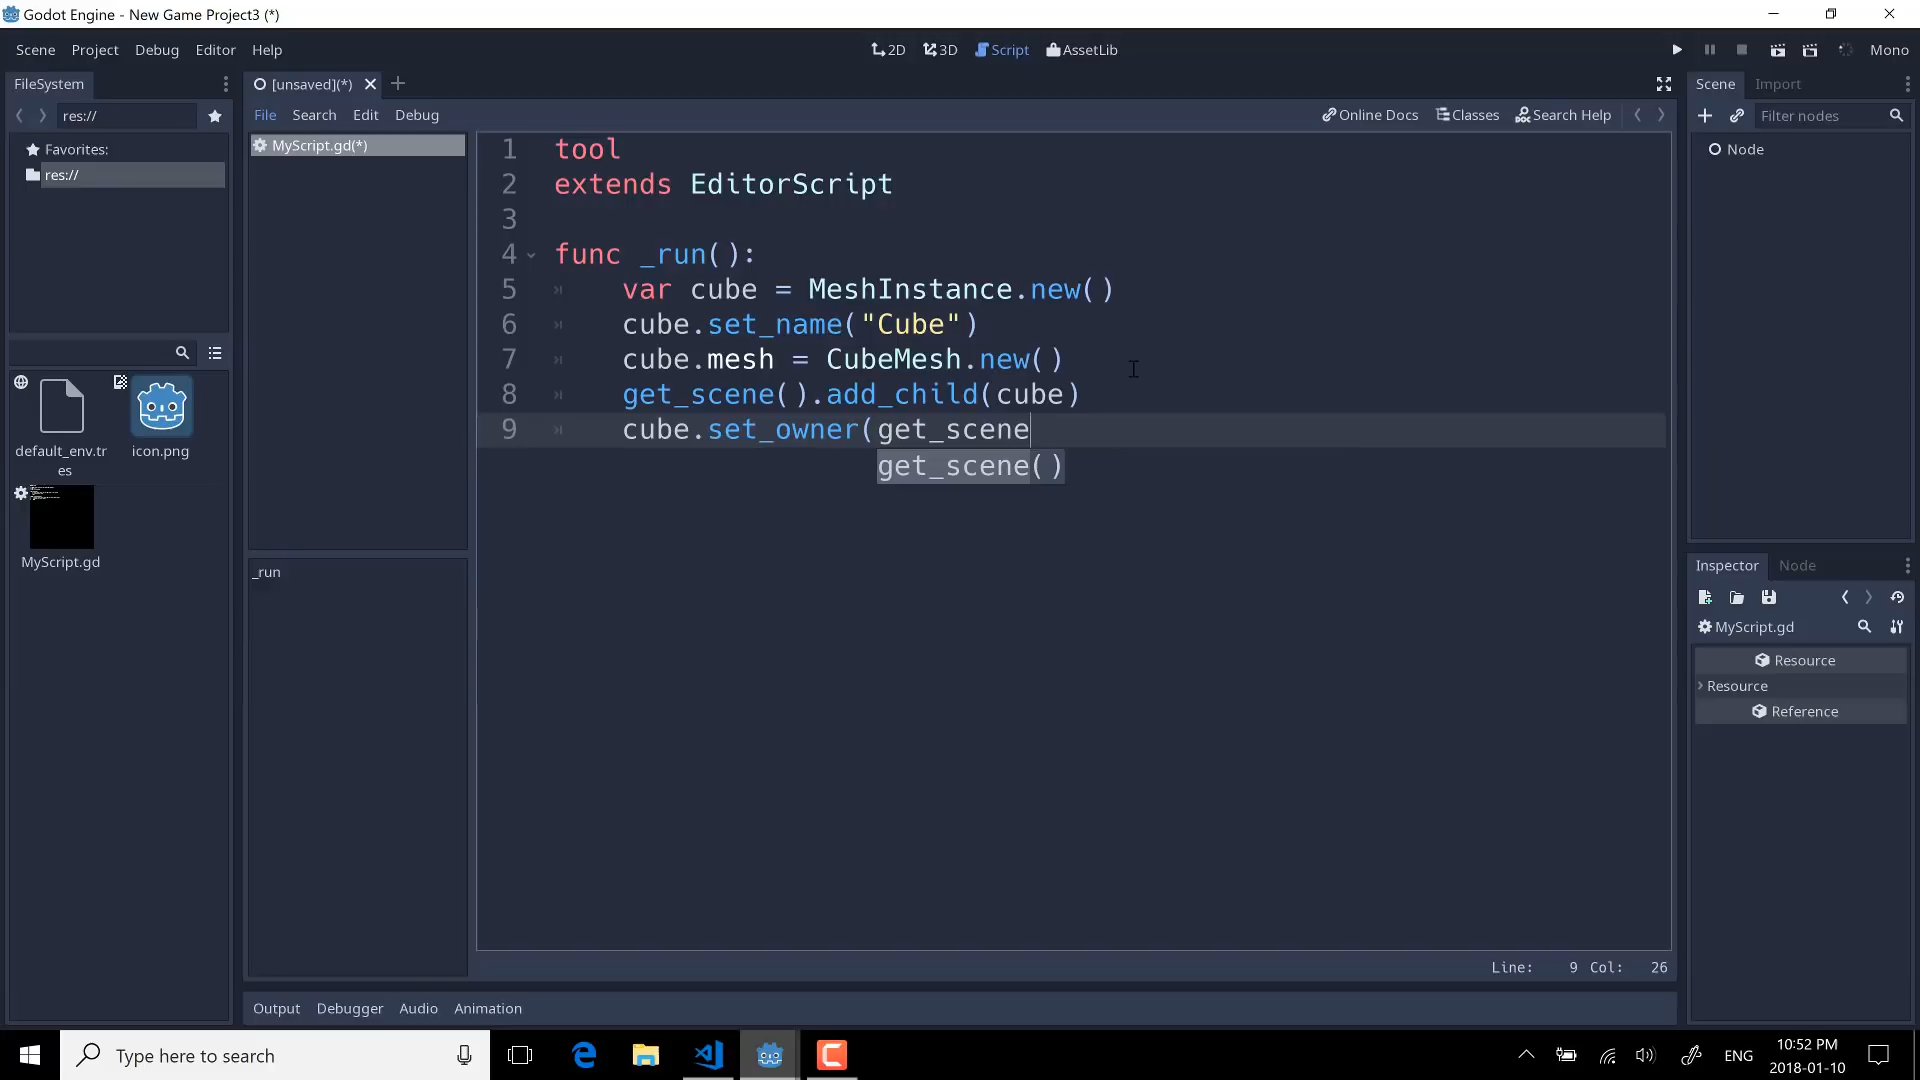 Godot Engine - New Game Project3 (*)
Scene Project Debug Editor Help
2D 3D Script AssetLib
Mono
FileSystem
[unsaved](*)
Scene Import
res://
File Search Edit Debug
Online Docs Classes Search Help
Filter nodes
Favorites:
res://
MyScript.gd(*)
Node
1 tool
2 extends EditorScript
3
4 func _run():
5 var cube = MeshInstance.new()
6 cube.set_name("Cube")
7 cube.mesh = CubeMesh.new()
8 get_scene().add_child(cube)
9 cube.set_owner(get_scene
get_scene()
default_env.tres
icon.png
MyScript.gd
_run
Inspector Node
MyScript.gd
Resource
Resource
Reference
Line: 9 Col: 26
Output Debugger Audio Animation
Type here to search
ENG
10:52 PM
2018-01-10